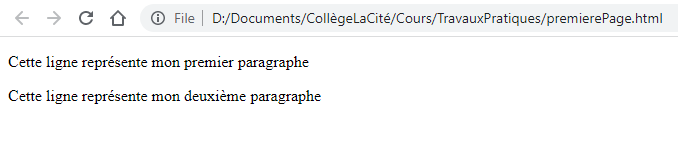 File | D:/Documents/CollègeLaCité/Cours/TravauxPratiques/premierePage.html
Cette ligne représente mon premier paragraphe
Cette ligne représente mon deuxième paragraphe